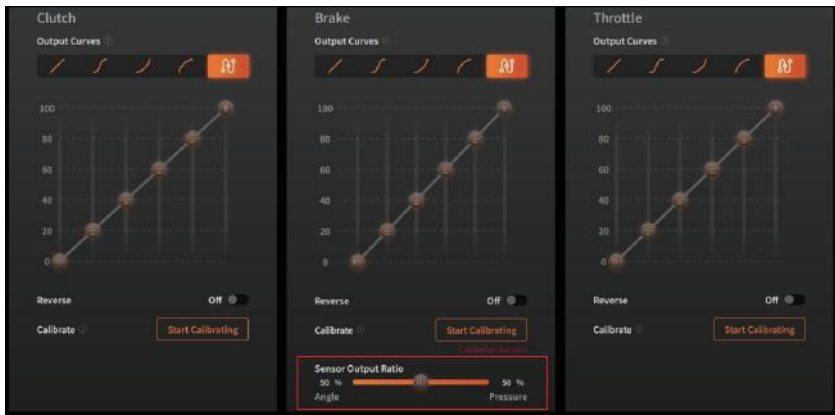 Clutch
Output Curves
100
80
60
40
20
0
Reverse Off
Calibrate Start Calibrating
Brake
Output Curves
100
80
60
40
20
0
Reverse Off
Calibrate Start Calibrating
Sensor Output Ratio
50 % 50 %
Angle Pressure
Throttle
Output Curves
100
80
60
40
20
0
Reverse Off
Calibrate Start Calibrating